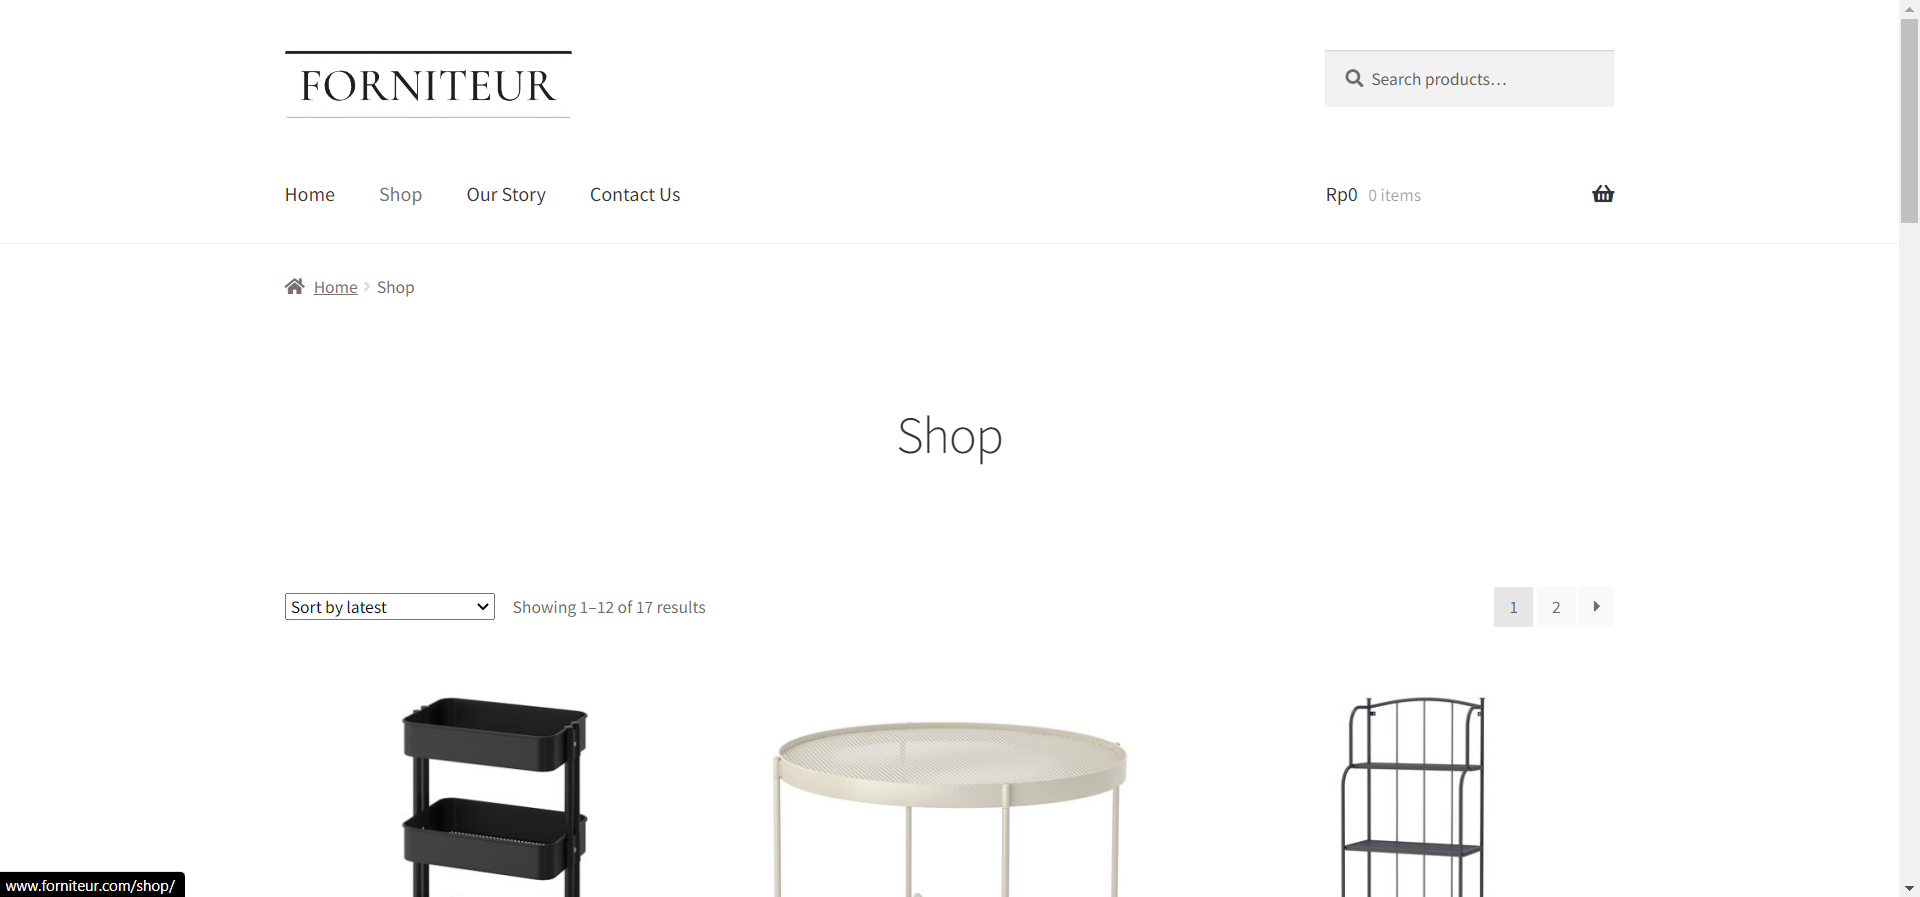 FORNITEUR
Search products…
Home Shop Our Story Contact Us
Rp0 0 items
Home Shop
Shop
Sort by latest Showing 1–12 of 17 results
1 2
www.forniteur.com/shop/